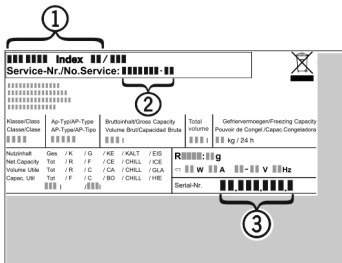 1
Index /
Service-Nr./No.Service: -
2
Klasse/Class Ap-Typ/AP-Type Bruttoinhalt/Gross Capacity Total Gefriervermoegen/Freezing Capacity
Classe/Clase AP-Type/AP-Tipo Volume Brut/Capacidad Bruta volume Pouvoir de Congel./Capac.Congeladora
l l kg / 24 h
Nutzinhalt Ges / K / G / KE / KALT / EIS
Net.Capacity Tot / R / F / CE / CHILL / ICE
Volume Utile Tot / R / C / CA / CHILL / GLA
Capac. Util Tot / F / C / BO / CHILL / HIE
l / l
R : g
W A - V Hz
Serial-Nr. . . .
3